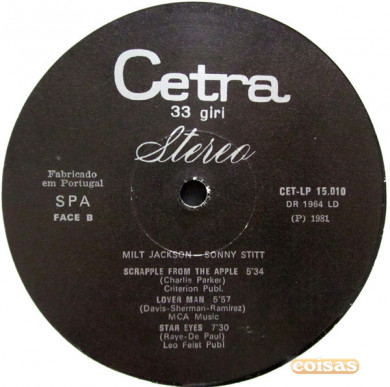 Cetra
33 giri
Stereo
Fabricado
em Portugal
SPA
FACE B
CET-LP 15.010
DR 1964 LD
(P) 1981
MILT JACKSON—SONNY STITT
SCRAPPLE FROM THE APPLE 5'34
(Charlie Parker)
Criterion Publ.
LOVER MAN 5'57
(Davis-Sherman-Ramirez)
MCA Music
STAR EYES 7'30
(Raye-De Paul)
Leo Feist Publ
coisas